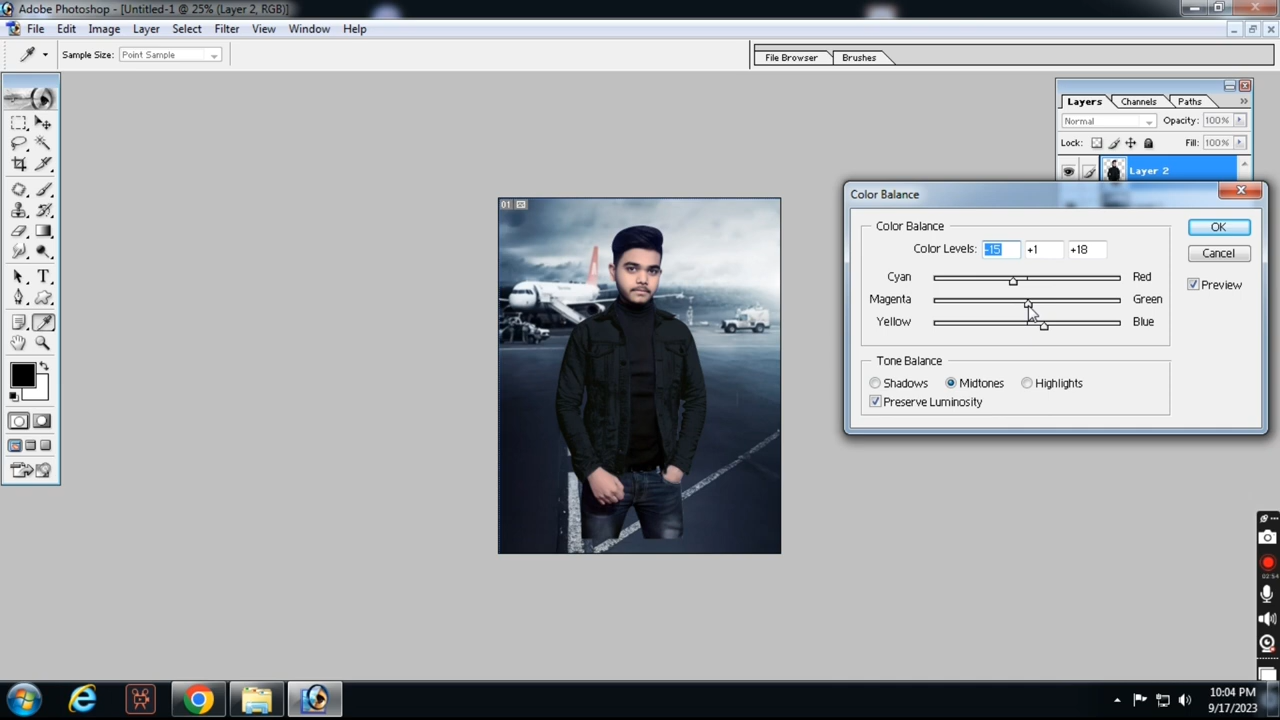 Adobe Photoshop - [Untitled-1 @ 25% (Layer 2, RGB)]
File Edit Image Layer Select Filter View Window Help
Sample Size: Point Sample
File Browser Brushes
Layers Channels Paths
Normal Opacity: 100%
Lock: Fill: 100%
Layer 2
01
Color Balance
Color Balance
OK
Color Levels: -15 +1 +18
Cancel
Cyan Red
Preview
Magenta Green
Yellow Blue
Tone Balance
Shadows Midtones Highlights
Preserve Luminosity
02:54
10:04 PM
9/17/2023